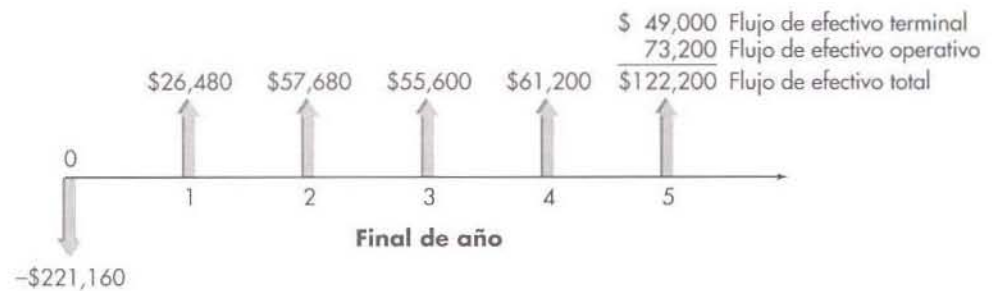 $ 49,000 Flujo de efectivo terminal
73,200 Flujo de efectivo operativo
$26,480 $57,680 $55,600 $61,200 $122,200 Flujo de efectivo total
0
1 2 3 4 5
Final de año
–$221,160